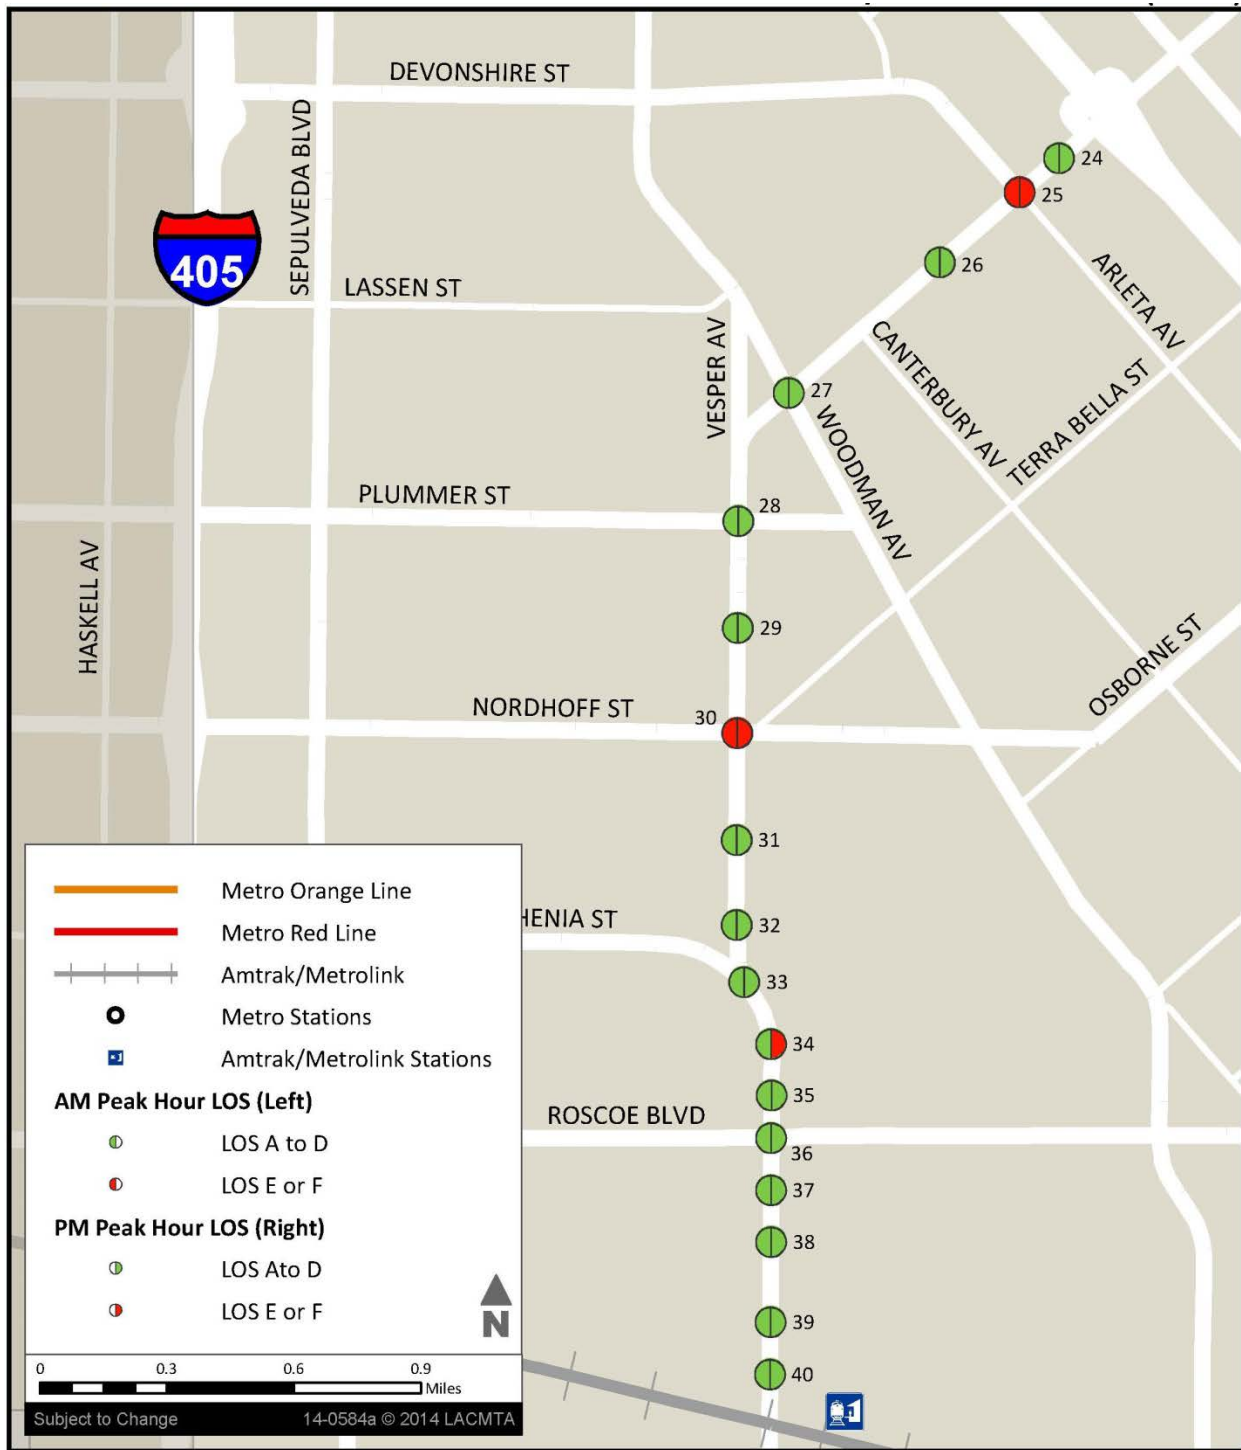 DEVONSHIRE ST
SEPULVEDA BLVD
24
25
26
405
LASSEN ST
ARLETA AV
VESPER AV
CANTERBURY AV
27
TERRA BELLA ST
WOODMAN AV
PLUMMER ST
28
HASKELL AV
29
OSBORNE ST
NORDHOFF ST
30
31
HENIA ST
32
33
34
35
ROSCOE BLVD
36
37
38
39
40
Metro Orange Line
Metro Red Line
Amtrak/Metrolink
Metro Stations
Amtrak/Metrolink Stations
AM Peak Hour LOS (Left)
LOS A to D
LOS E or F
PM Peak Hour LOS (Right)
LOS Ato D
LOS E or F
N
0 0.3 0.6 0.9
Miles
Subject to Change 14-0584a © 2014 LACMTA